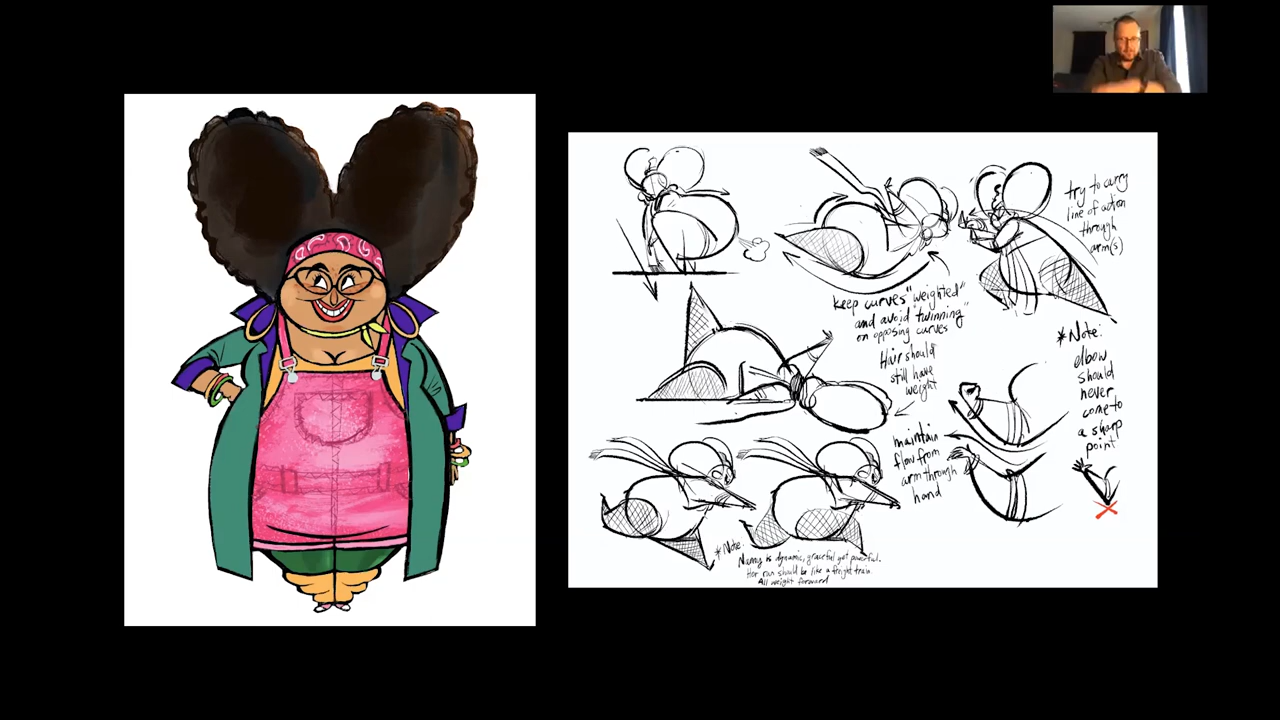 try to carry
line of action
through
arm(s)
keep curves "weighted"
and avoid "twinning"
on opposing curves
Hair should
still have
weight
*Note:
elbow
should
never
come to
a sharp
point
maintain
flow from
arm through
hand
*Note:
Nanny is dynamic, graceful yet powerful.
Her run should be like a freight train.
All weight forward